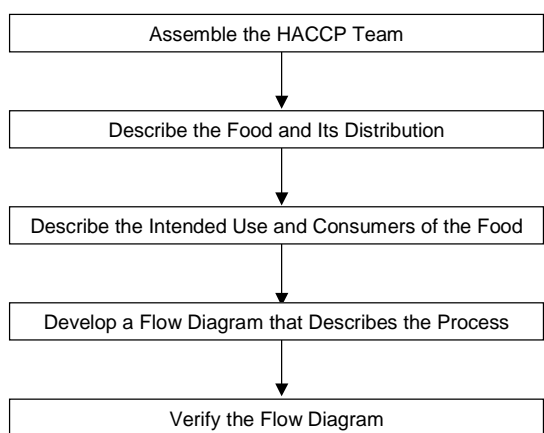 Assemble the HACCP Team
Describe the Food and Its Distribution
Describe the Intended Use and Consumers of the Food
Develop a Flow Diagram that Describes the Process
Verify the Flow Diagram